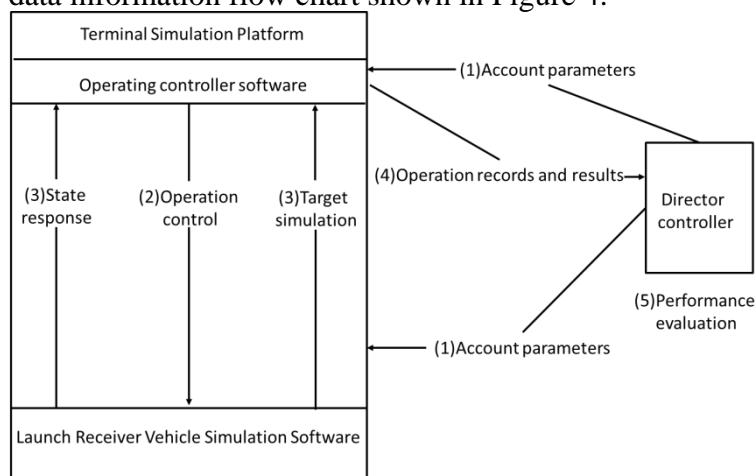 data information flow chart shown in Figure 4.
Terminal Simulation Platform
Operating controller software
(1)Account parameters
(3)State
response
(2)Operation
control
(3)Target
simulation
(4)Operation records and results
Director
controller
(5)Performance
evaluation
(1)Account parameters
Launch Receiver Vehicle Simulation Software